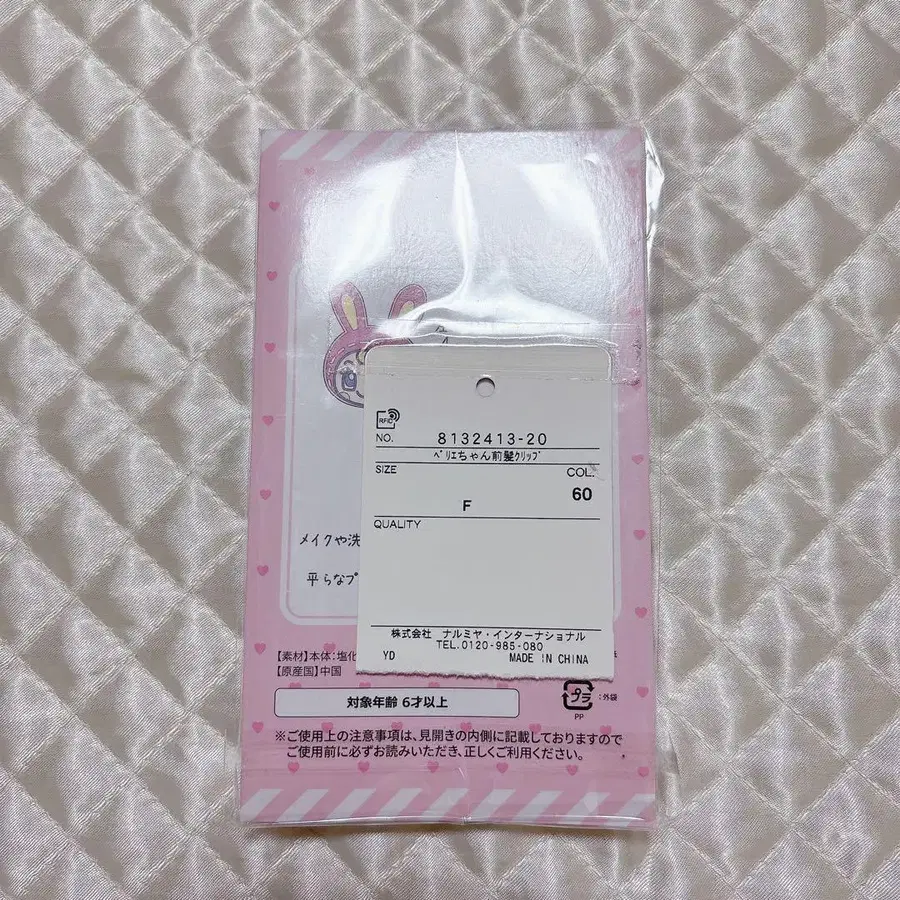 RFID
NO. 8132413-20
ベリエちゃん前髪クリップ
SIZE COL.
F 60
QUALITY
メイクや洗
平らなプ
株式会社 ナルミヤ・インターナショナル
TEL.0120-985-080
YD MADE IN CHINA
【素材】本体:塩化
【原産国】中国
対象年齢 6才以上
プラ :外袋
PP
※ご使用上の注意事項は、見開きの内側に記載しておりますので
ご使用前に必ずお読みいただき、正しくご利用ください。